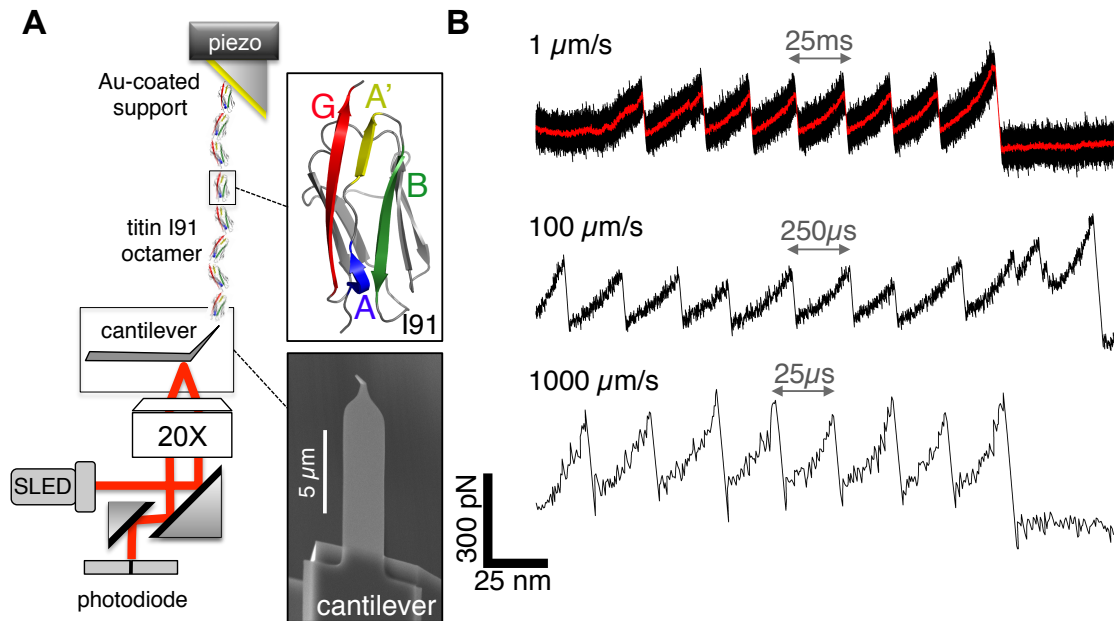 A
piezo
Au-coated
support
titin I91
octamer
cantilever
20X
SLED
photodiode
G
A’
B
A
I91
5 µm
cantilever
B
1 µm/s
25ms
100 µm/s
250µs
1000 µm/s
25µs
300 pN
25 nm